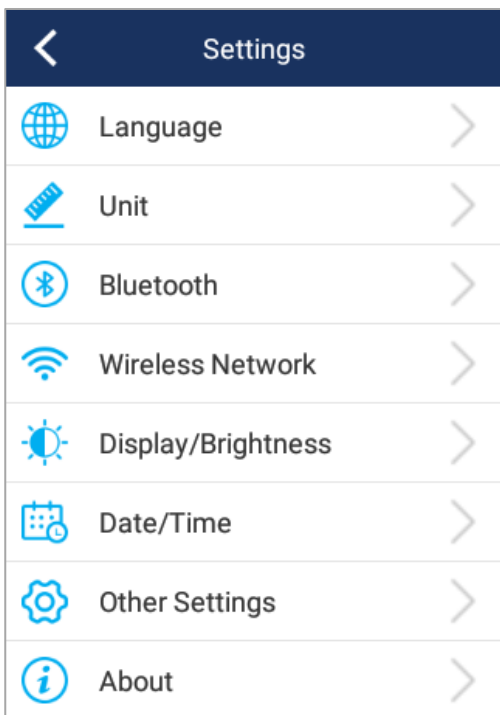 Settings
Language
Unit
Bluetooth
Wireless Network
Display/Brightness
Date/Time
Other Settings
About